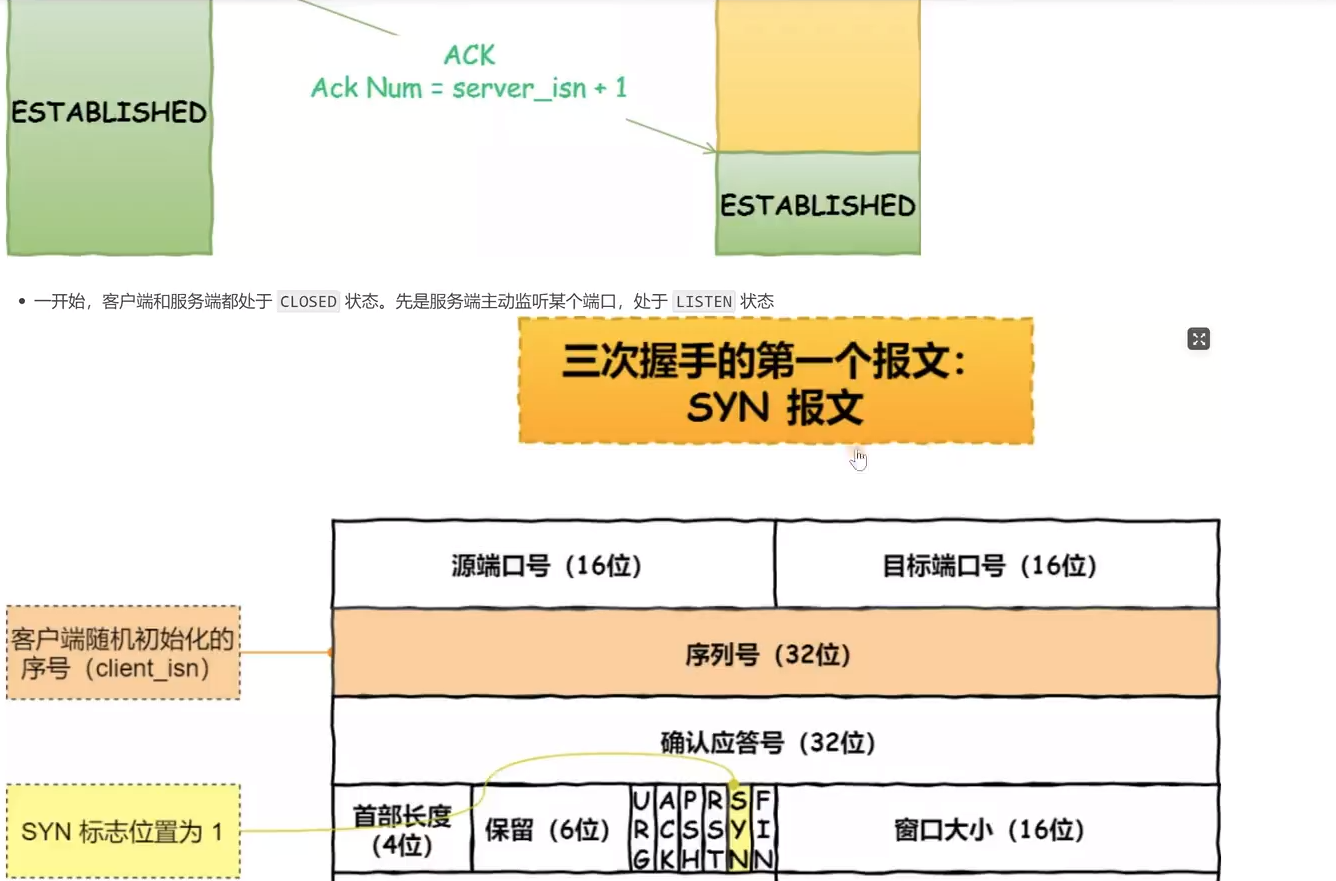 ACK
Ack Num = server_isn + 1
ESTABLISHED
ESTABLISHED
一开始，客户端和服务端都处于 CLOSED 状态。先是服务端主动监听某个端口，处于 LISTEN 状态
三次握手的第一个报文：
SYN 报文
源端口号（16位）
目标端口号（16位）
客户端随机初始化的
序号（client_isn）
序列号（32位）
确认应答号（32位）
SYN 标志位置为 1
首部长度
（4位）
保留（6位）
URG
ACK
PSH
RST
SYN
FIN
窗口大小（16位）